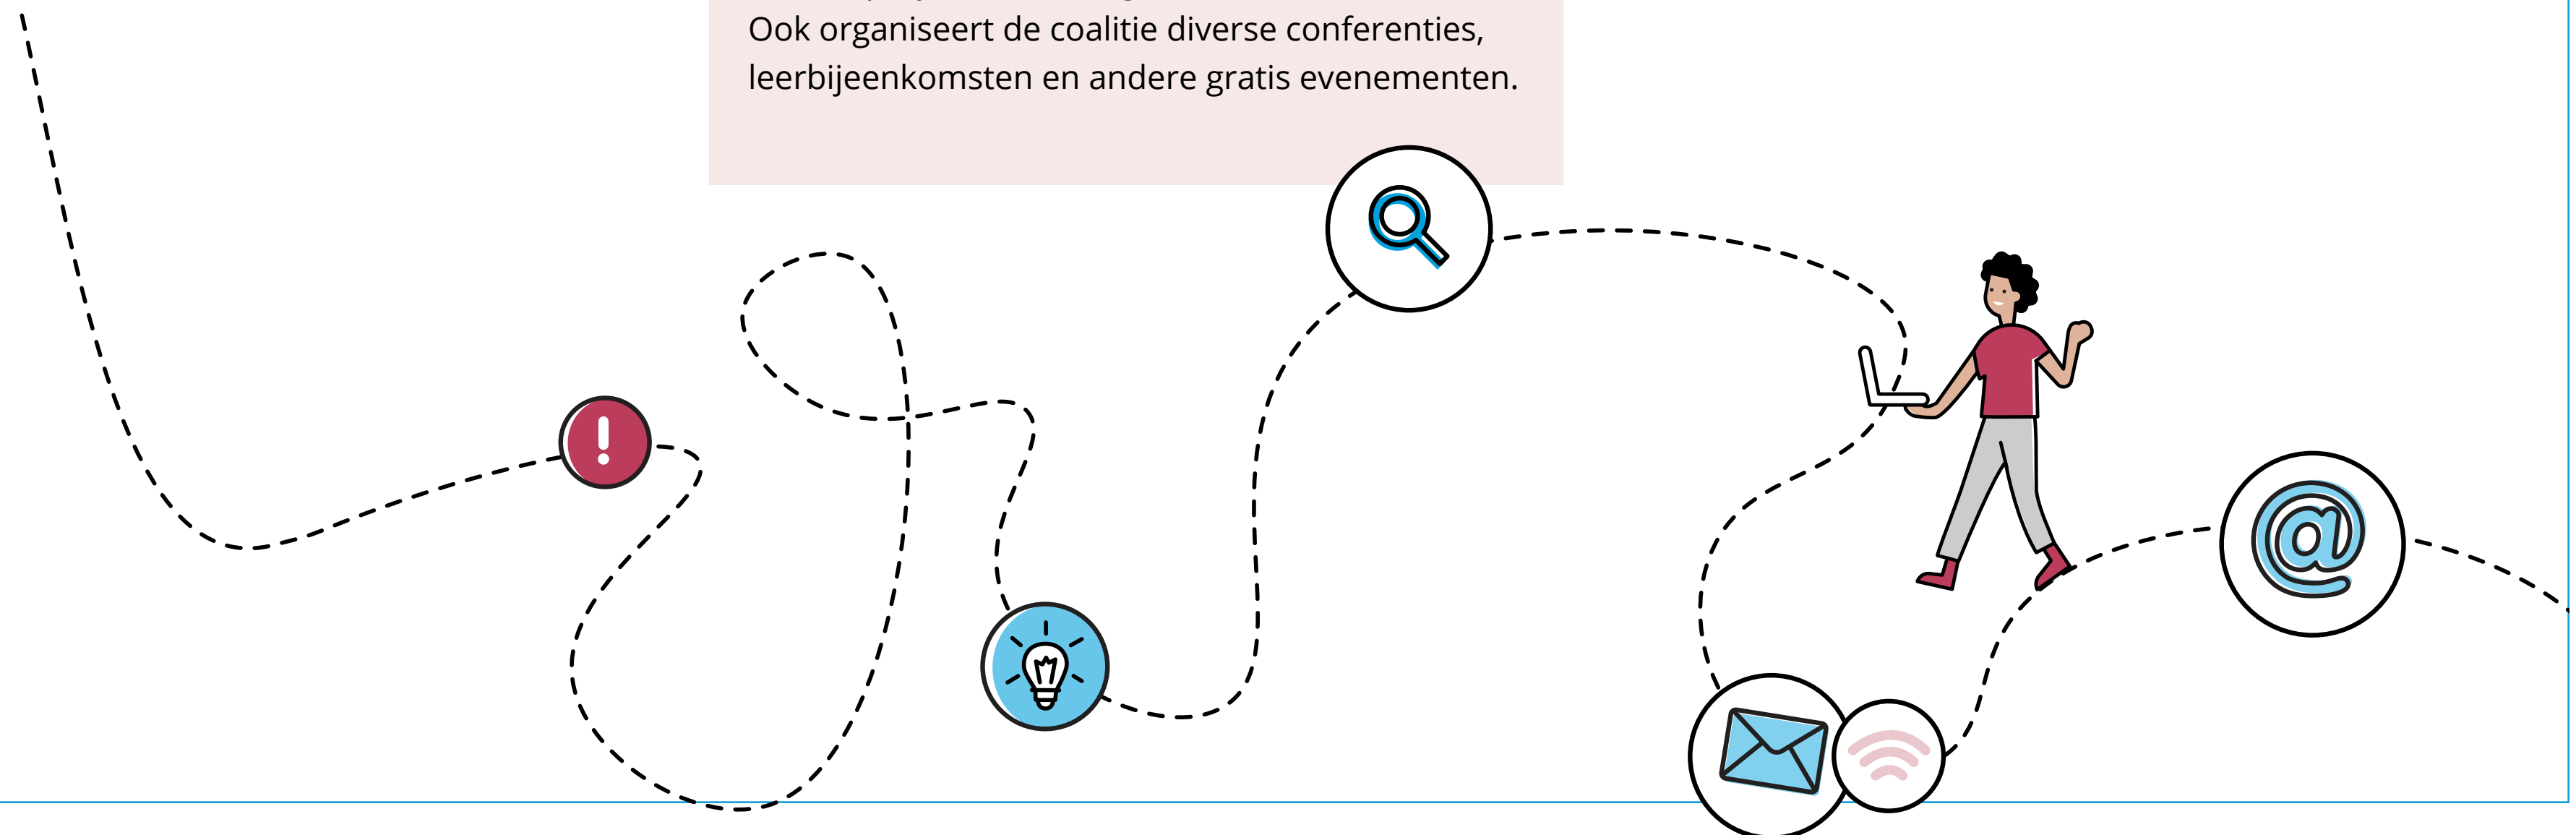 Ook organiseert de coalitie diverse conferenties,
leerbijeenkomsten en andere gratis evenementen.
!
@